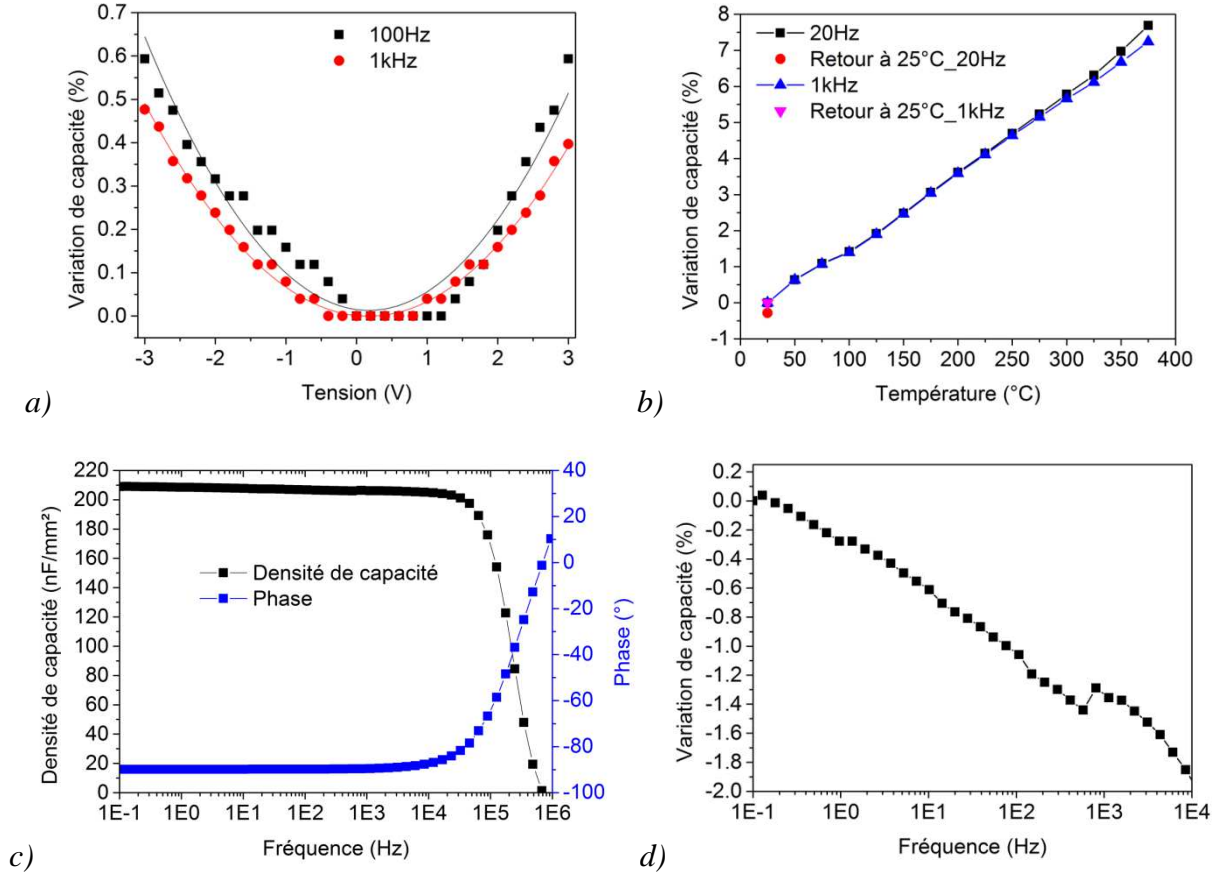 0.7
0.6
0.5
0.4
0.3
0.2
0.1
0.0
Variation de capacité (%)
100Hz
1kHz
-3 -2 -1 0 1 2 3
Tension (V)
a)
8
7
6
5
4
3
2
1
0
-1
Variation de capacité (%)
20Hz
Retour à 25°C_20Hz
1kHz
Retour à 25°C_1kHz
0 50 100 150 200 250 300 350 400
Température (°C)
b)
220
200
180
160
140
120
100
80
60
40
20
0
Densité de capacité (nF/mm²)
Densité de capacité
Phase
40
20
0
-20
-40
-60
-80
-100
Phase (°)
1E-1 1E0 1E1 1E2 1E3 1E4 1E5 1E6
Fréquence (Hz)
c)
0.2
0.0
-0.2
-0.4
-0.6
-0.8
-1.0
-1.2
-1.4
-1.6
-1.8
-2.0
Variation de capacité (%)
1E-1 1E0 1E1 1E2 1E3 1E4
Fréquence (Hz)
d)